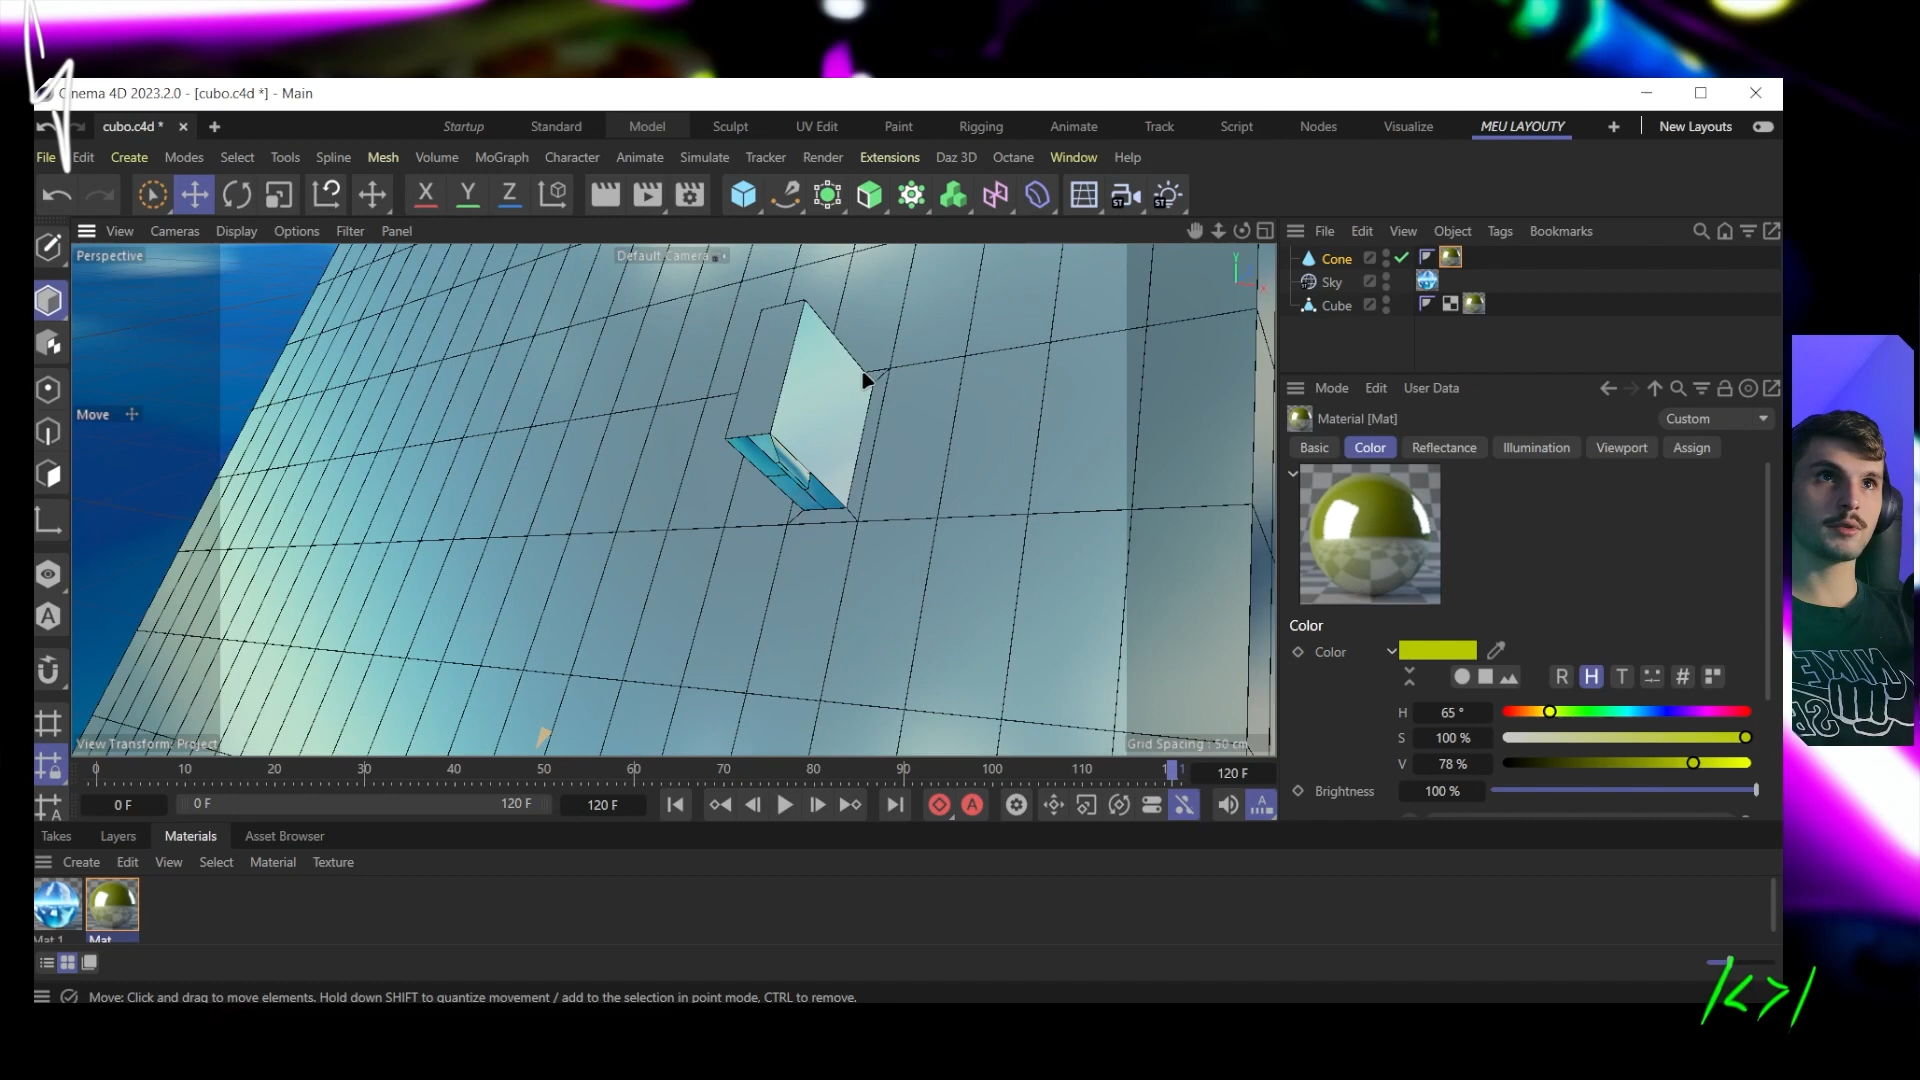 Cinema 4D 2023.2.0 - [cubo.c4d *] - Main
cubo.c4d *
Startup Standard Model Sculpt UV Edit Paint Rigging Animate Track Script Nodes Visualize MEU LAYOUTY New Layouts
File Edit Create Modes Select Tools Spline Mesh Volume MoGraph Character Animate Simulate Tracker Render Extensions Daz 3D Octane Window Help
X Y Z ST ST
View Cameras Display Options Filter Panel
File Edit View Object Tags Bookmarks
Perspective
Default Camera
Y
X
Cone
Sky
Cube
Mode Edit User Data
Move
Material [Mat]
Custom
Basic Color Reflectance Illumination Viewport Assign
Color
Color
R H T #
H 65 °
S 100 %
V 78 %
Brightness 100 %
View Transform: Project
Grid Spacing : 50 cm
0 10 20 30 40 50 60 70 80 90 100 110 120 F
0 F 0 F 120 F 120 F
Takes Layers Materials Asset Browser
Create Edit View Select Material Texture
Mat 1 Mat
Move: Click and drag to move elements. Hold down SHIFT to quantize movement / add to the selection in point mode, CTRL to remove.
NIKE